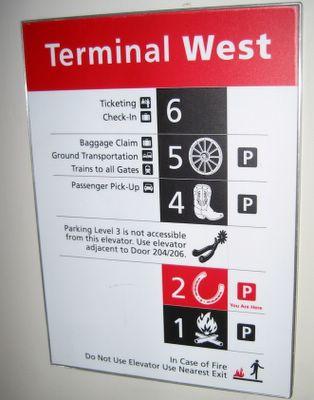 Terminal West
Ticketing
Check-In
6
Baggage Claim
Ground Transportation
Trains to all Gates
5
P
Passenger Pick-Up
4
P
Parking Level 3 is not accessible
from this elevator. Use elevator
adjacent to Door 204/206.
2
P
You Are Here
1
P
In Case of Fire
Do Not Use Elevator Use Nearest Exit